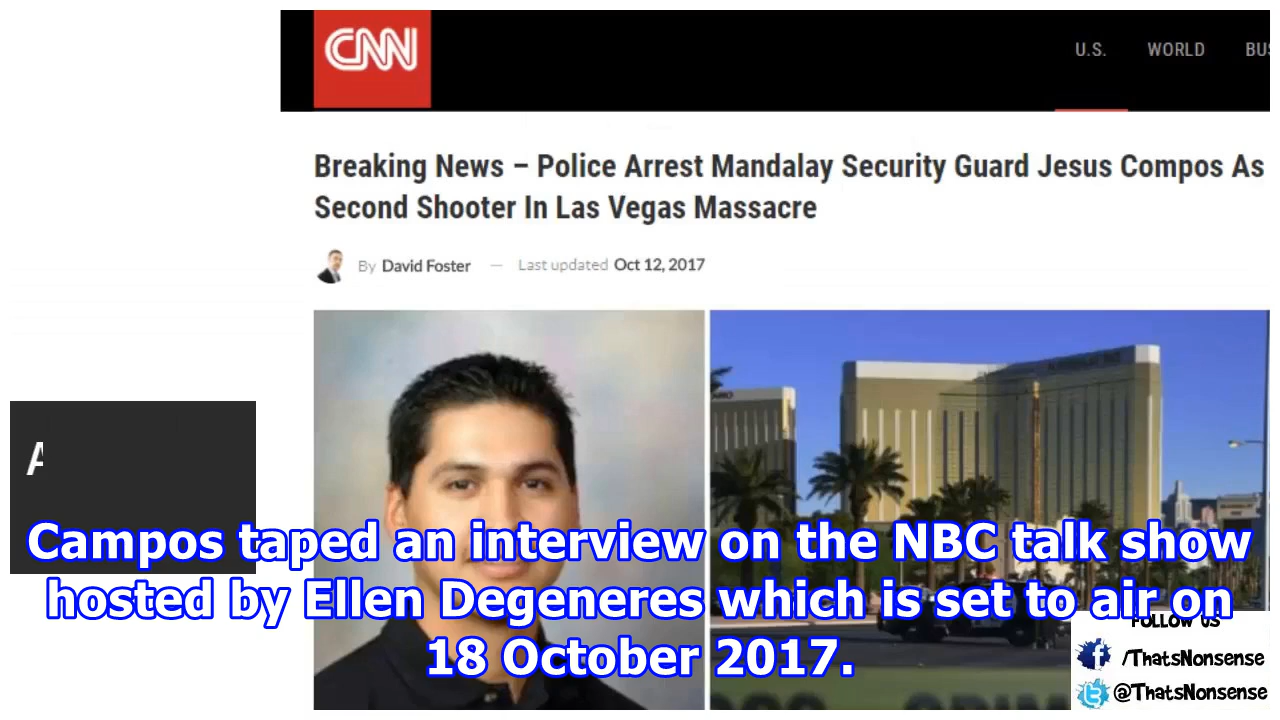 CNN
U.S. WORLD BUS
Breaking News – Police Arrest Mandalay Security Guard Jesus Compos As
Second Shooter In Las Vegas Massacre
By David Foster — Last updated Oct 12, 2017
A
Campos taped an interview on the NBC talk show
hosted by Ellen Degeneres which is set to air on
18 October 2017.
FOLLOW US
/ThatsNonsense
@ThatsNonsense